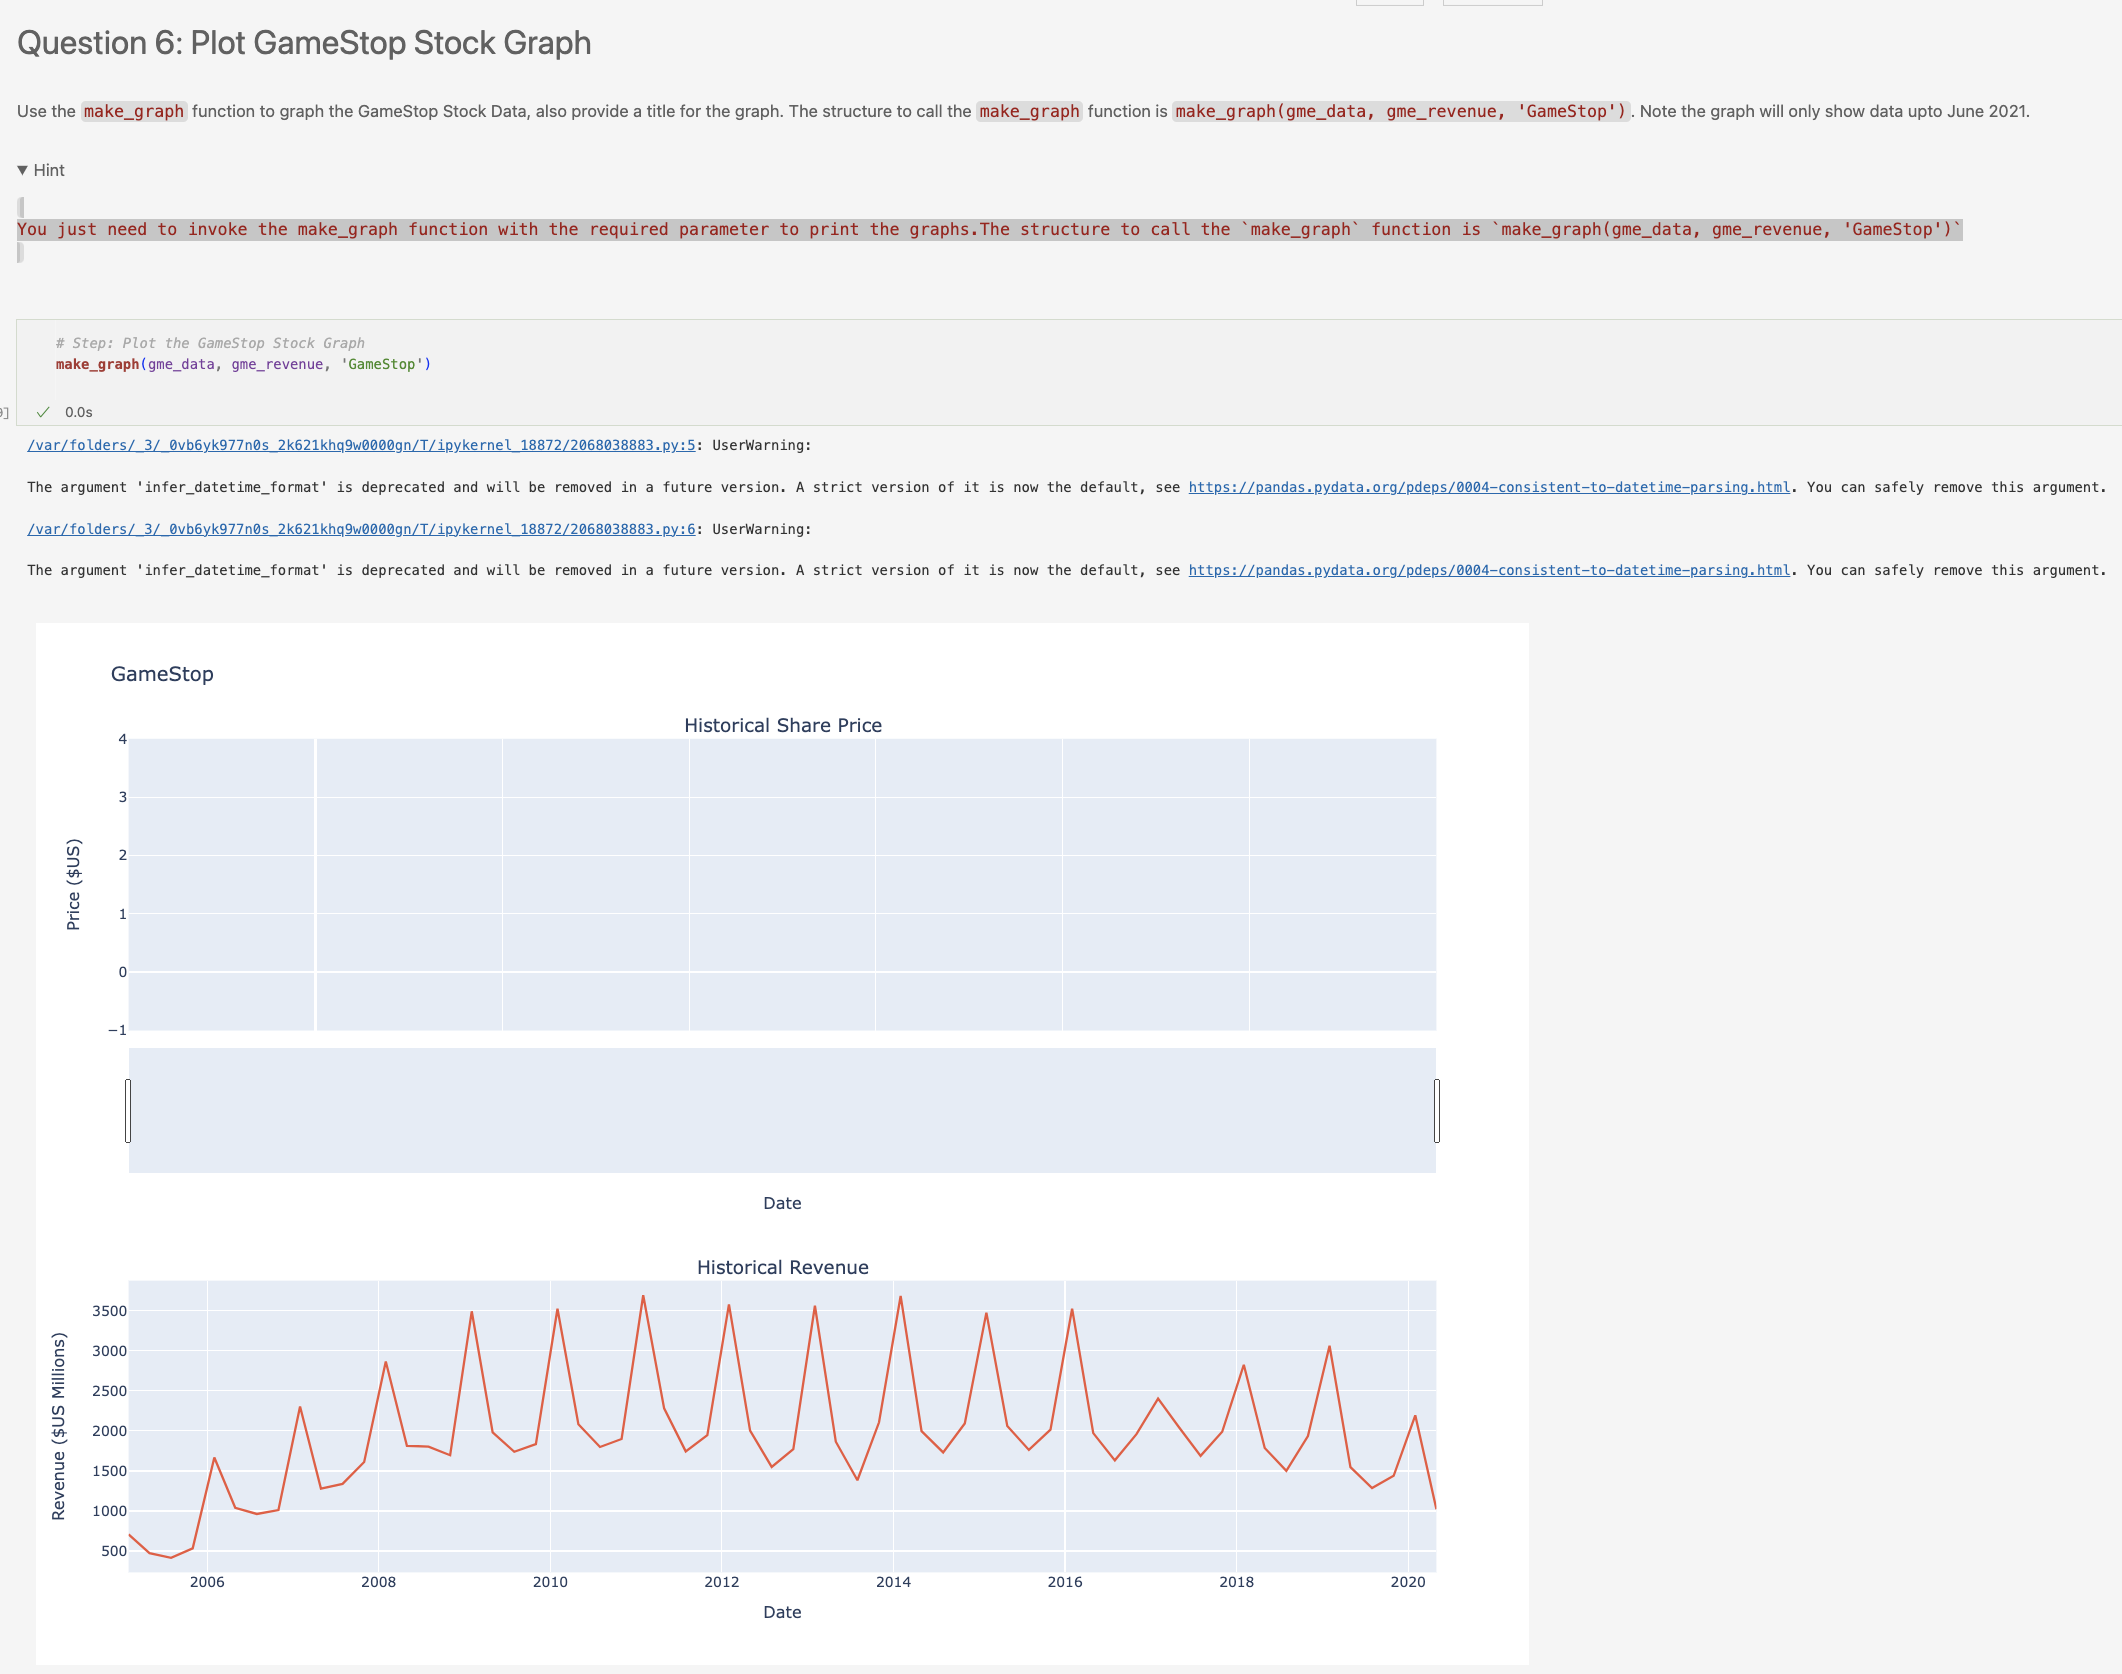 Question 6: Plot GameStop Stock Graph
Use the make_graph function to graph the GameStop Stock Data, also provide a title for the graph. The structure to call the make_graph function is make_graph(gme_data, gme_revenue, 'GameStop'). Note the graph will only show data upto June 2021.
▼ Hint
You just need to invoke the make_graph function with the required parameter to print the graphs.The structure to call the `make_graph` function is `make_graph(gme_data, gme_revenue, 'GameStop')`
# Step: Plot the GameStop Stock Graph
make_graph(gme_data, gme_revenue, 'GameStop')
✓ 0.0s
/var/folders/_3/_0vb6yk977n0s_2k621khq9w0000gn/T/ipykernel_18872/2068038883.py:5: UserWarning:
The argument 'infer_datetime_format' is deprecated and will be removed in a future version. A strict version of it is now the default, see https://pandas.pydata.org/pdeps/0004-consistent-to-datetime-parsing.html. You can safely remove this argument.
/var/folders/_3/_0vb6yk977n0s_2k621khq9w0000gn/T/ipykernel_18872/2068038883.py:6: UserWarning:
The argument 'infer_datetime_format' is deprecated and will be removed in a future version. A strict version of it is now the default, see https://pandas.pydata.org/pdeps/0004-consistent-to-datetime-parsing.html. You can safely remove this argument.
GameStop
Historical Share Price
4
3
2
1
0
−1
Price ($US)
Date
Historical Revenue
3500
3000
2500
2000
1500
1000
500
Revenue ($US Millions)
2006 2008 2010 2012 2014 2016 2018 2020
Date